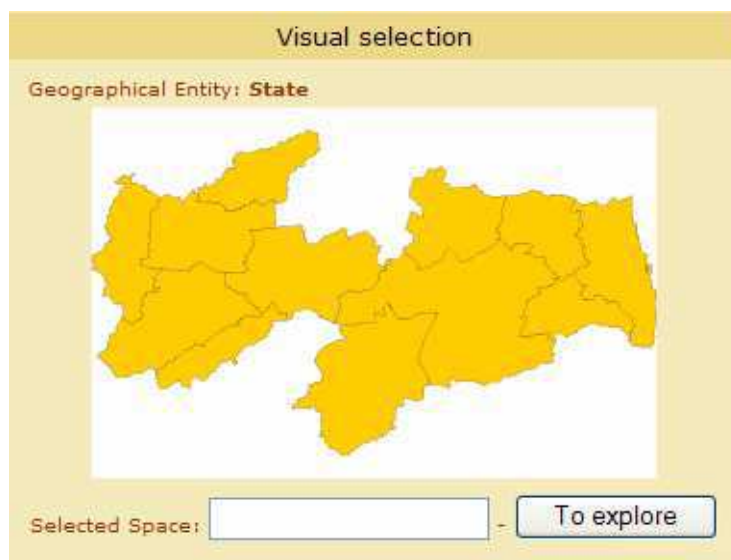 Visual selection
Geographical Entity: State
Selected Space: - To explore